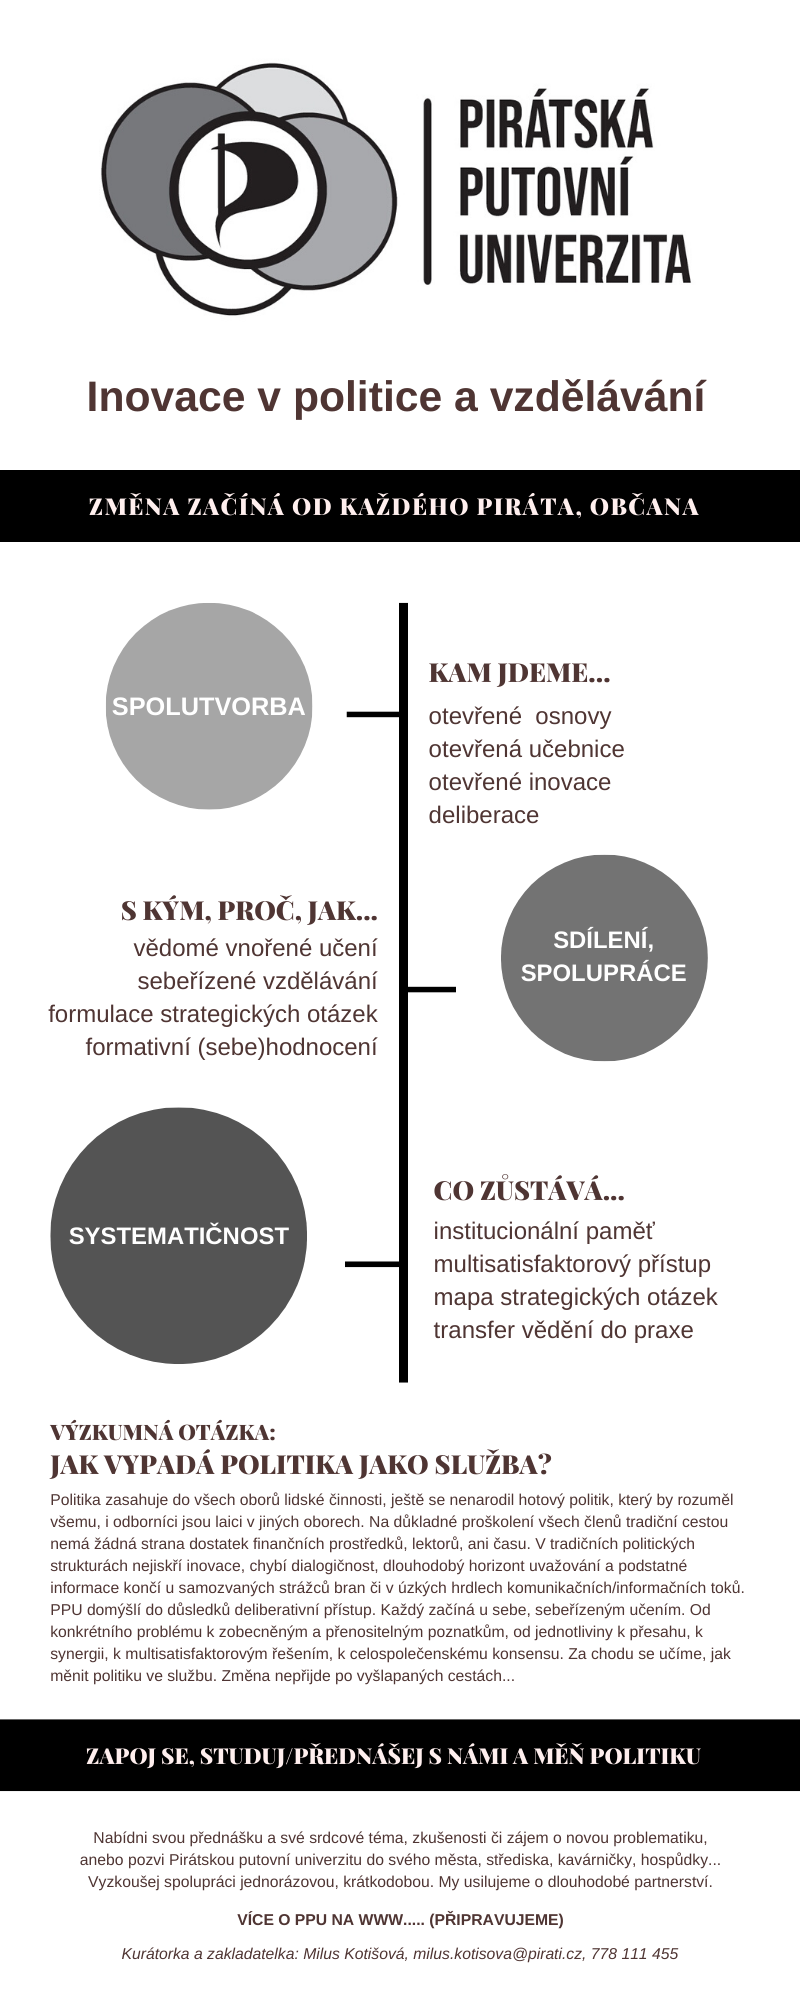 PIRÁTSKÁ
PUTOVNÍ
UNIVERZITA
Inovace v politice a vzdělávání
ZMĚNA ZAČÍNÁ OD KAŽDÉHO PIRÁTA, OBČANA
SPOLUTVORBA
KAM JDEME...
otevřené  osnovy
otevřená učebnice
otevřené inovace
deliberace
S KÝM, PROČ, JAK...
vědomé vnořené učení
sebeřízené vzdělávání
formulace strategických otázek
formativní (sebe)hodnocení
SDÍLENÍ,
SPOLUPRÁCE
SYSTEMATIČNOST
CO ZŮSTÁVÁ...
institucionální paměť
multisatisfaktorový přístup
mapa strategických otázek
transfer vědění do praxe
VÝZKUMNÁ OTÁZKA:
JAK VYPADÁ POLITIKA JAKO SLUŽBA?
Politika zasahuje do všech oborů lidské činnosti, ještě se nenarodil hotový politik, který by rozuměl
všemu, i odborníci jsou laici v jiných oborech. Na důkladné proškolení všech členů tradiční cestou
nemá žádná strana dostatek finančních prostředků, lektorů, ani času. V tradičních politických
strukturách nejiskří inovace, chybí dialogičnost, dlouhodobý horizont uvažování a podstatné
informace končí u samozvaných strážců bran či v úzkých hrdlech komunikačních/informačních toků.
PPU domýšlí do důsledků deliberativní přístup. Každý začíná u sebe, sebeřízeným učením. Od
konkrétního problému k zobecněným a přenositelným poznatkům, od jednotliviny k přesahu, k
synergii, k multisatisfaktorovým řešením, k celospolečenskému konsensu. Za chodu se učíme, jak
měnit politiku ve službu. Změna nepřijde po vyšlapaných cestách...
ZAPOJ SE, STUDUJ/PŘEDNÁŠEJ S NÁMI A MĚŇ POLITIKU
Nabídni svou přednášku a své srdcové téma, zkušenosti či zájem o novou problematiku,
anebo pozvi Pirátskou putovní univerzitu do svého města, střediska, kavárničky, hospůdky...
Vyzkoušej spolupráci jednorázovou, krátkodobou. My usilujeme o dlouhodobé partnerství.
VÍCE O PPU NA WWW..... (PŘIPRAVUJEME)
Kurátorka a zakladatelka: Milus Kotišová, milus.kotisova@pirati.cz, 778 111 455